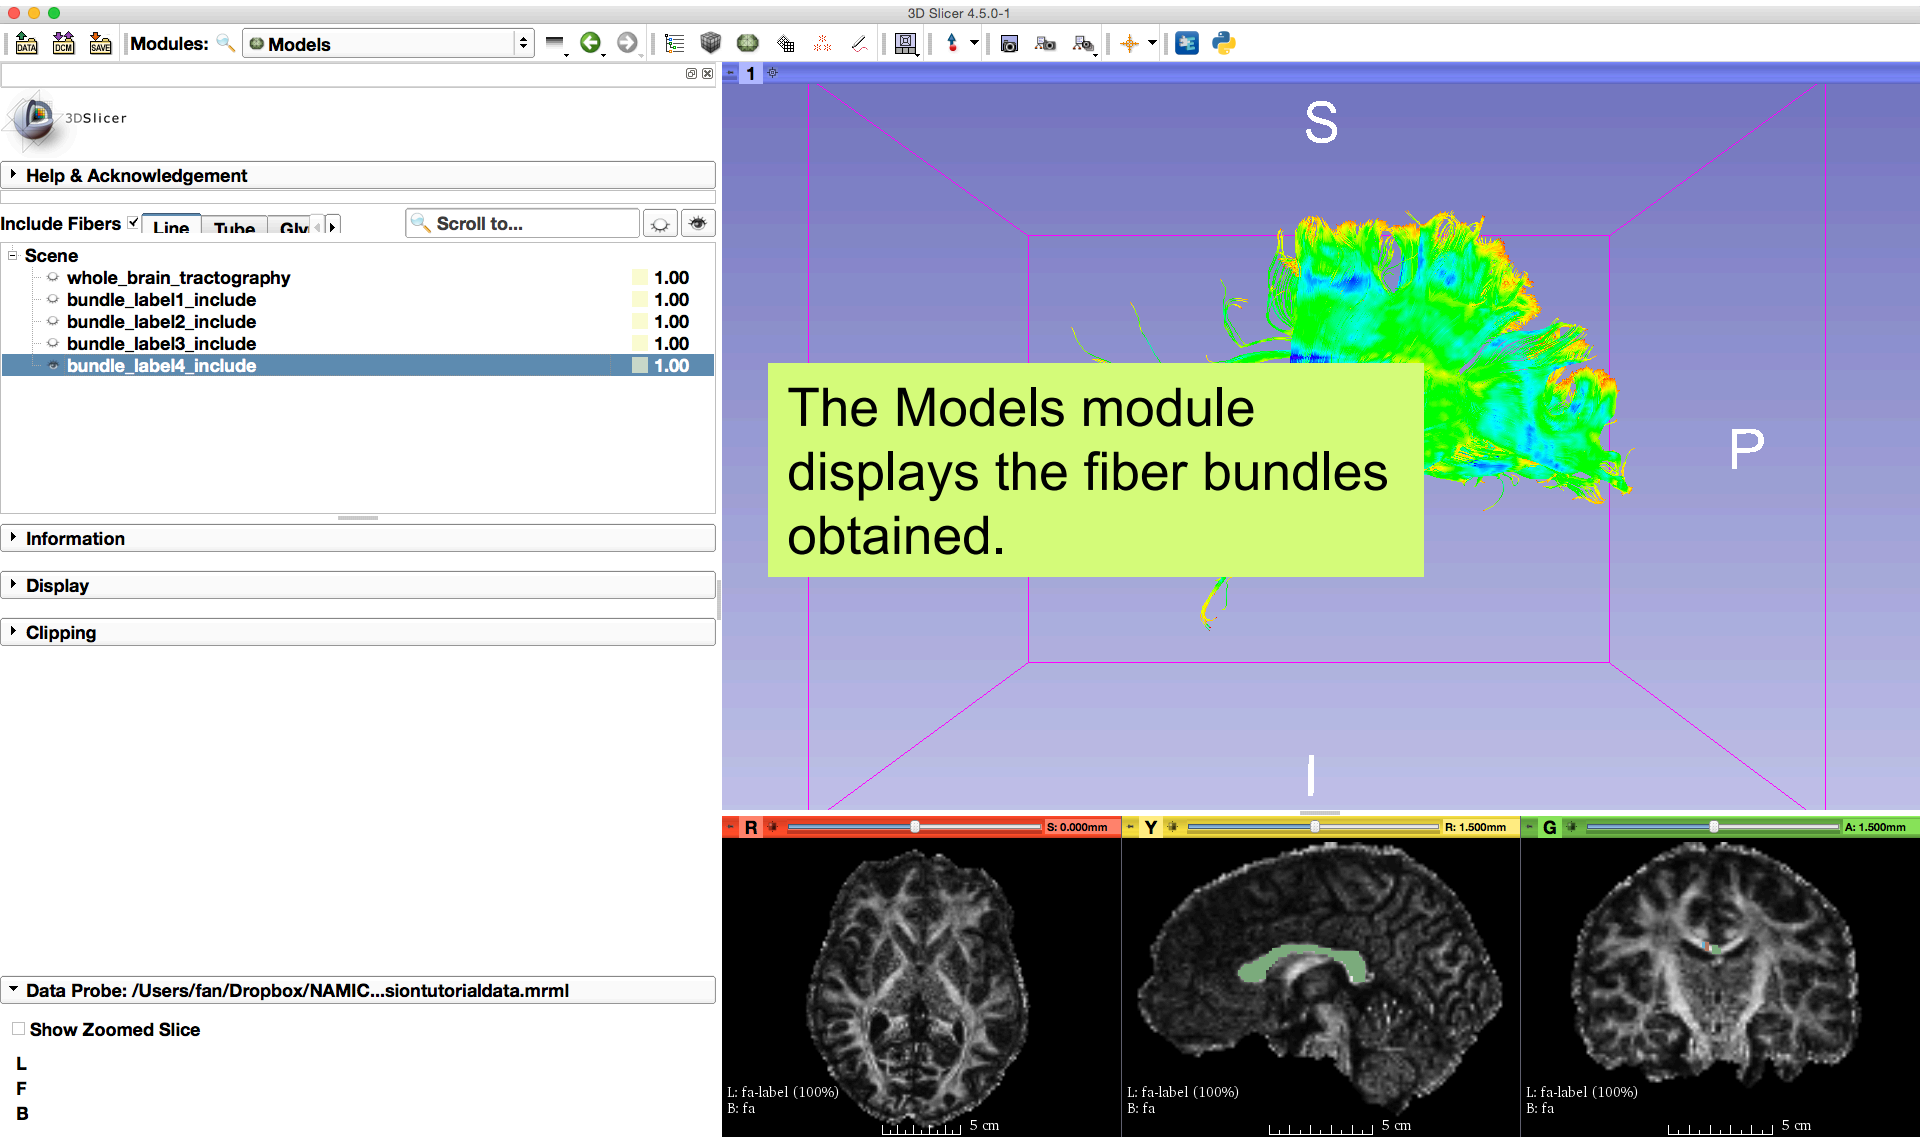 3D Slicer 4.5.0-1
DATA DCM SAVE Modules: Models
1
3DSlicer
Help & Acknowledgement
Include Fibers Line Tube Gly Scroll to...
Scene
whole_brain_tractography 1.00
bundle_label1_include 1.00
bundle_label2_include 1.00
bundle_label3_include 1.00
bundle_label4_include 1.00
Information
Display
Clipping
Data Probe: /Users/fan/Dropbox/NAMIC...siontutorialdata.mrml
Show Zoomed Slice
L
F
B
S
The Models module
displays the fiber bundles
obtained.
P
I
R S: 0.000mm
Y R: 1.500mm
G A: 1.500mm
L: fa-label (100%)
B: fa
5 cm
L: fa-label (100%)
B: fa
5 cm
L: fa-label (100%)
B: fa
5 cm